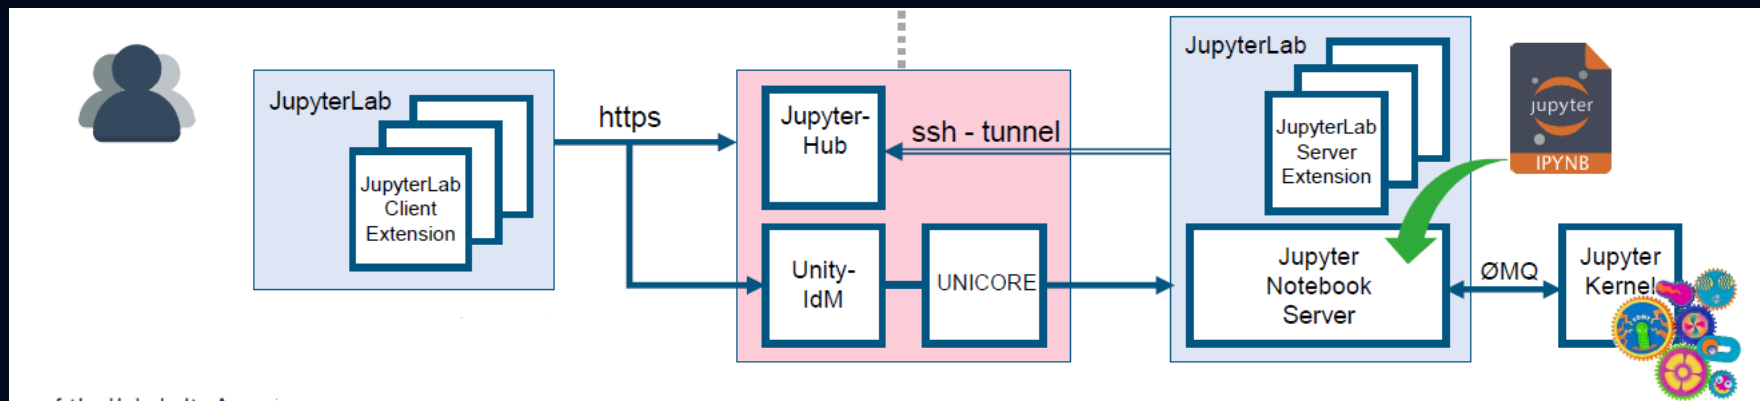 JupyterLab
JupyterLab
Client
Extension
https
Jupyter-
Hub
ssh - tunnel
Unity-
IdM
UNICORE
JupyterLab
JupyterLab
Server
Extension
Jupyter
Notebook
Server
jupyter
IPYNB
ØMQ
Jupyter
Kernel